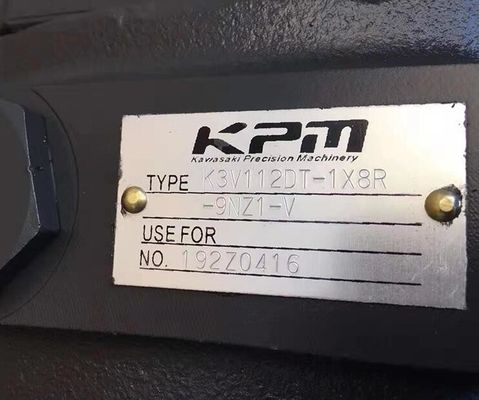 KPM
Kawasaki Precision Machinery
TYPE K3V112DT-1X8R
-9NZ1-V
USE FOR
NO. 192Z0416